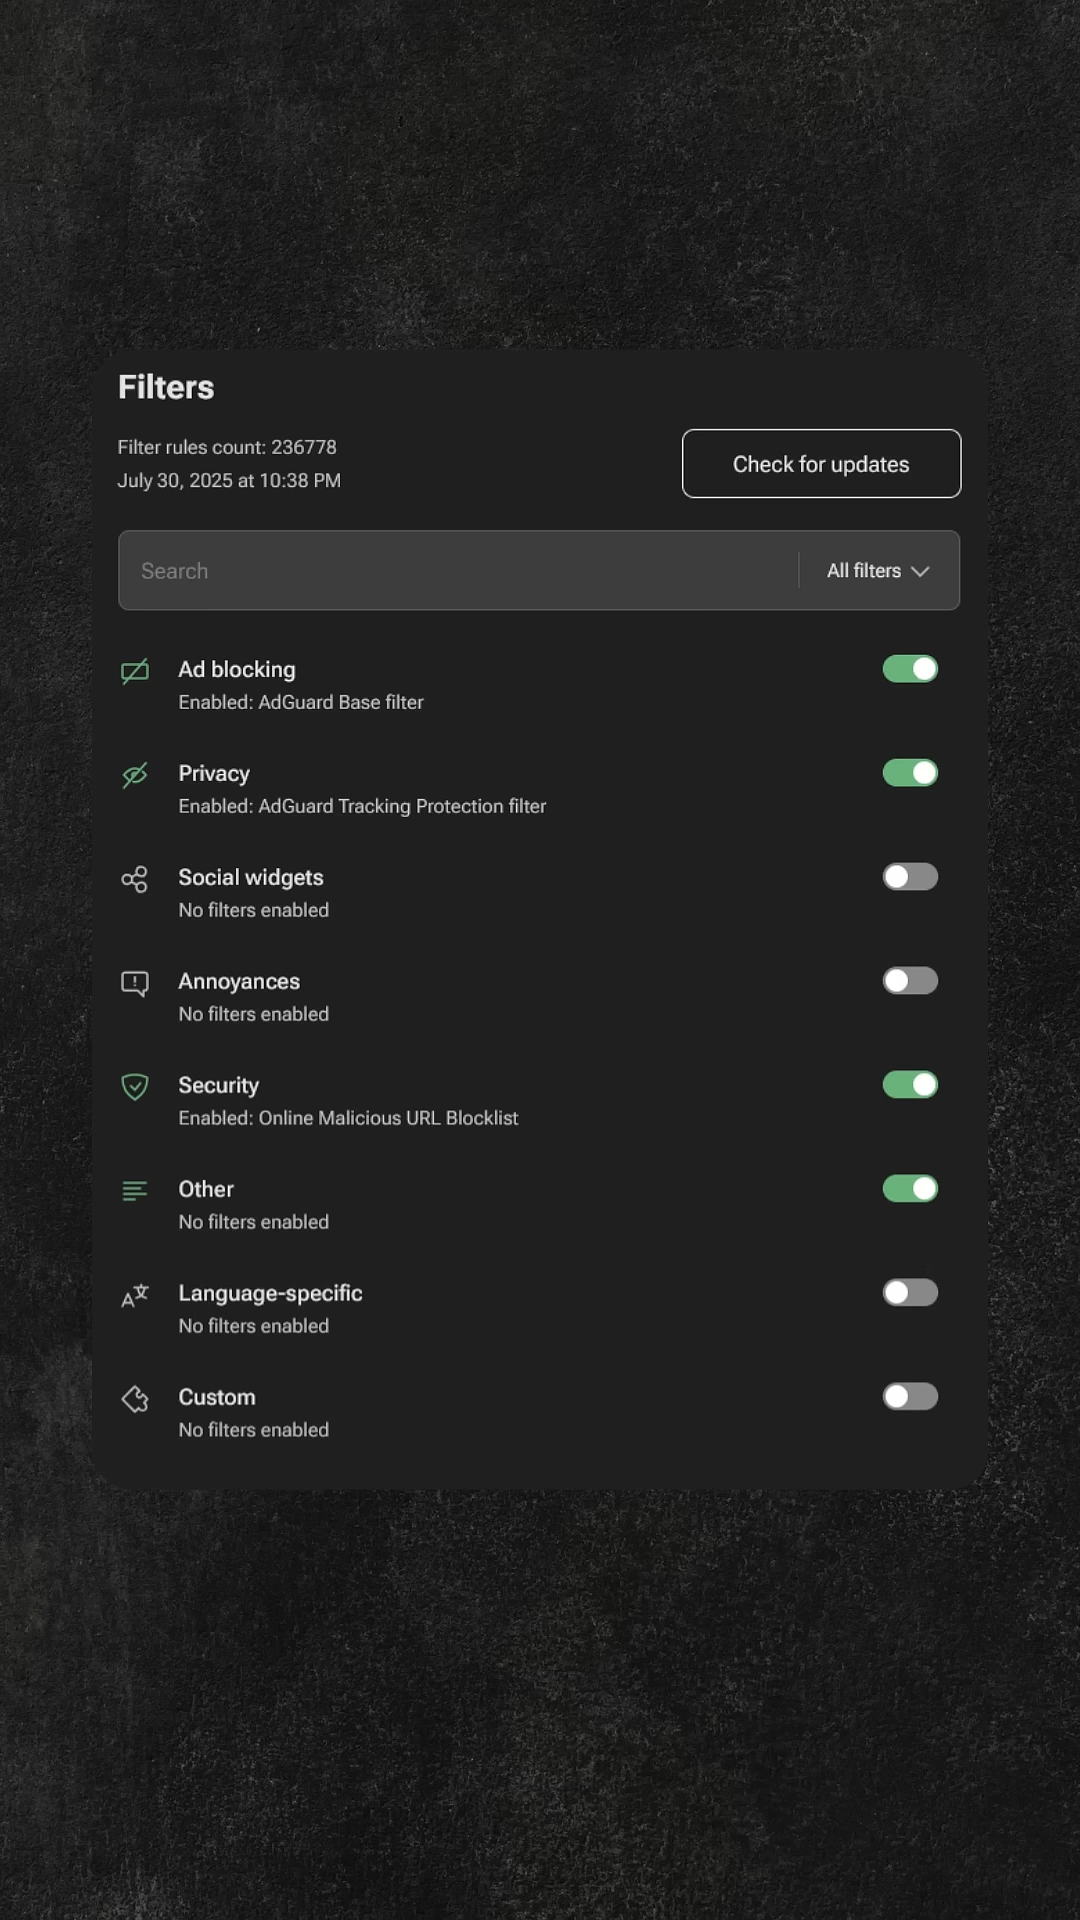 Filters
Filter rules count: 236778
Check for updates
July 30, 2025 at 10:38 PM
Search
All filters
Ad blocking
Enabled: AdGuard Base filter
Privacy
Enabled: AdGuard Tracking Protection filter
Social widgets
No filters enabled
Annoyances
No filters enabled
Security
Enabled: Online Malicious URL Blocklist
Other
No filters enabled
Language-specific
No filters enabled
Custom
No filters enabled